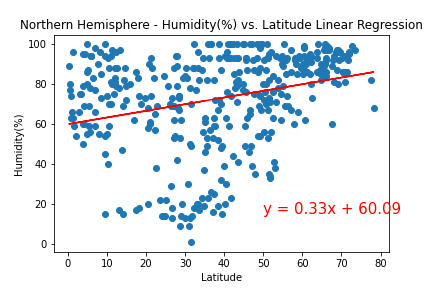 Northern Hemisphere - Humidity(%) vs. Latitude Linear Regression
100
80
60
40
20
0
Humidity(%)
y = 0.33x + 60.09
0 10 20 30 40 50 60 70 80
Latitude